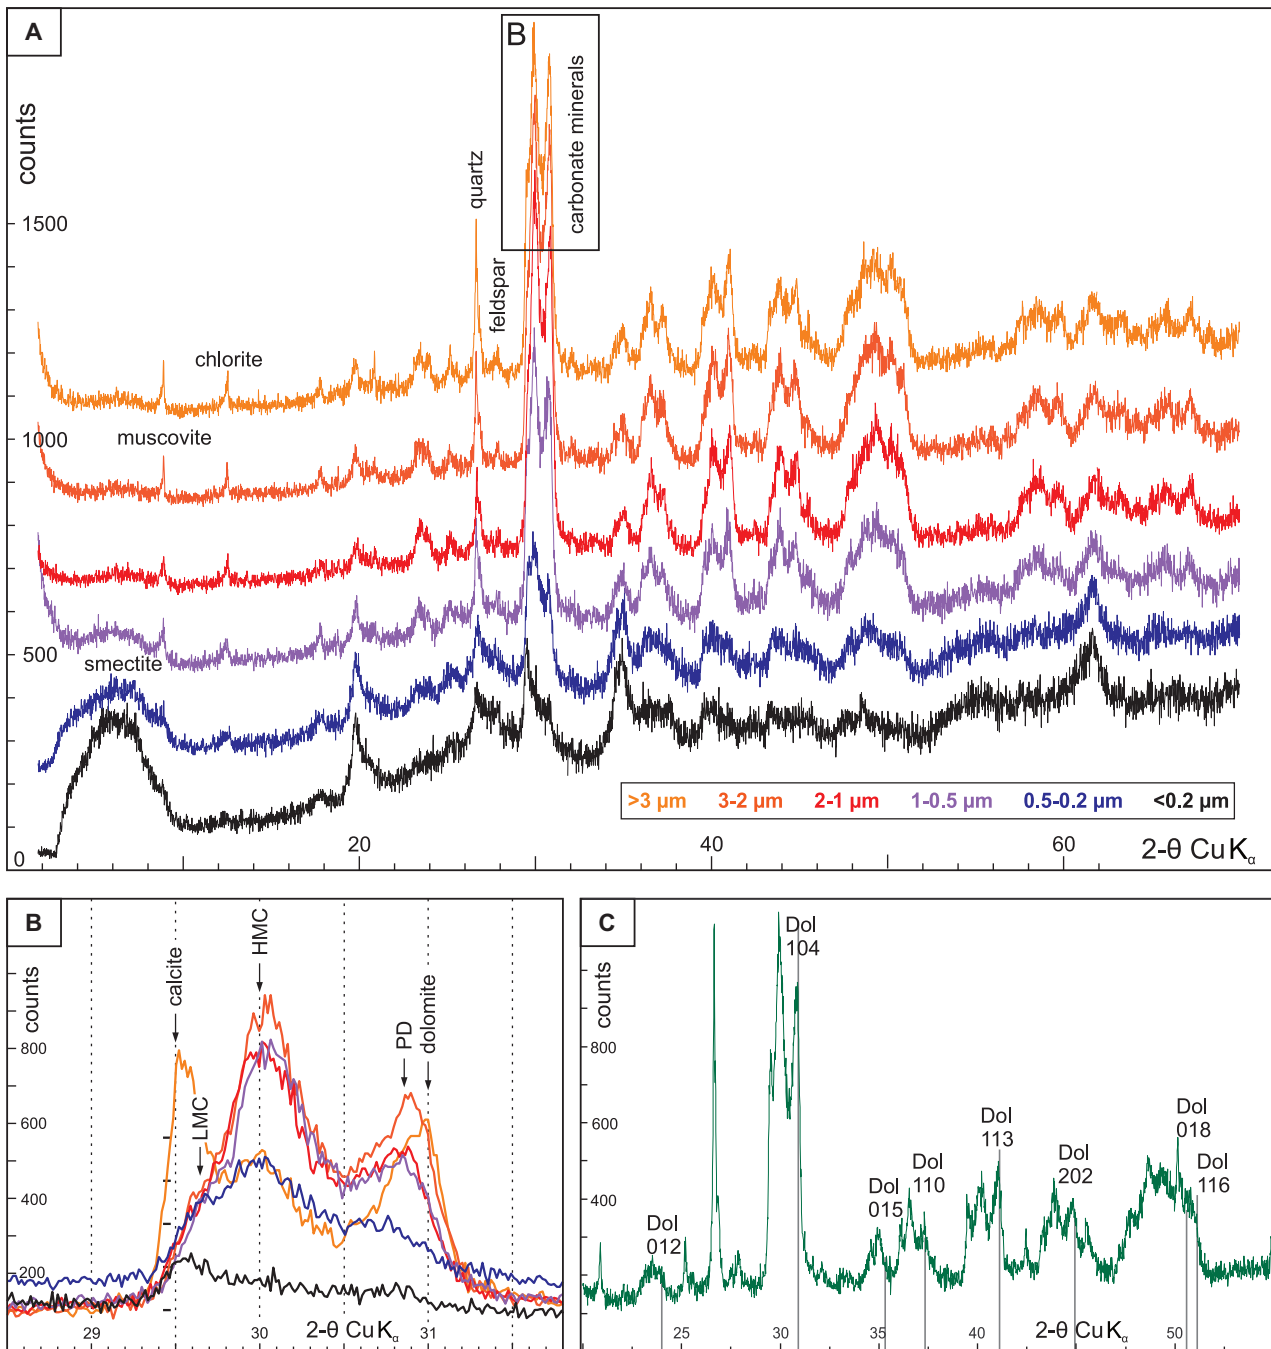 A
B
counts
1500
1000
500
0
quartz
feldspar
carbonate minerals
chlorite
muscovite
smectite
>3 µm 3-2 µm 2-1 µm 1-0.5 µm 0.5-0.2 µm <0.2 µm
20 40 60 2-θ CuKα
B
counts
800
600
400
200
calcite
LMC
HMC
PD
dolomite
29 30 2-θ CuKα 31
C
counts
800
600
400
Dol
104
Dol
012
Dol
015
Dol
110
Dol
113
Dol
202
Dol
018
Dol
116
25 30 35 40 2-θ CuKα 50